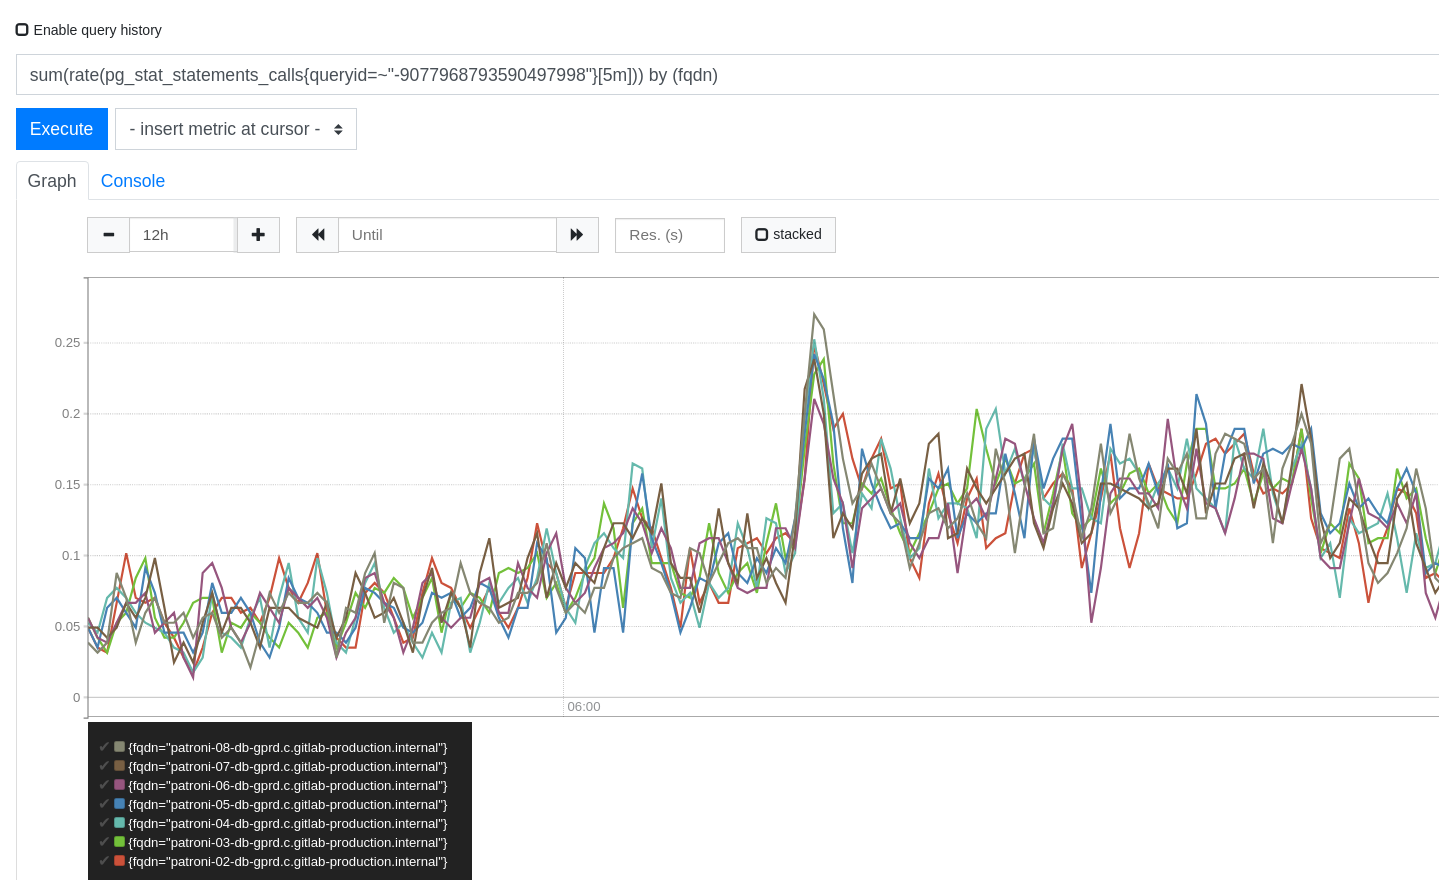 Enable query history
sum(rate(pg_stat_statements_calls{queryid=~"-9077968793590497998"}[5m])) by (fqdn)
Execute
- insert metric at cursor -
Graph
Console
12h
Until
Res. (s)
stacked
0.25
0.2
0.15
0.1
0.05
0
06:00
{fqdn="patroni-08-db-gprd.c.gitlab-production.internal"}
{fqdn="patroni-07-db-gprd.c.gitlab-production.internal"}
{fqdn="patroni-06-db-gprd.c.gitlab-production.internal"}
{fqdn="patroni-05-db-gprd.c.gitlab-production.internal"}
{fqdn="patroni-04-db-gprd.c.gitlab-production.internal"}
{fqdn="patroni-03-db-gprd.c.gitlab-production.internal"}
{fqdn="patroni-02-db-gprd.c.gitlab-production.internal"}